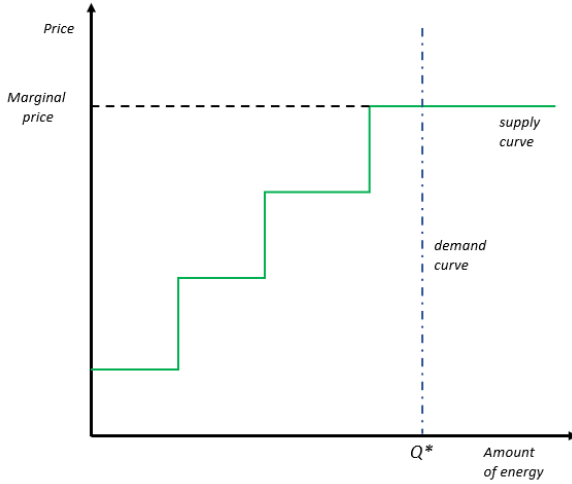 Price
Marginal
price
supply
curve
demand
curve
Q*
Amount
of energy